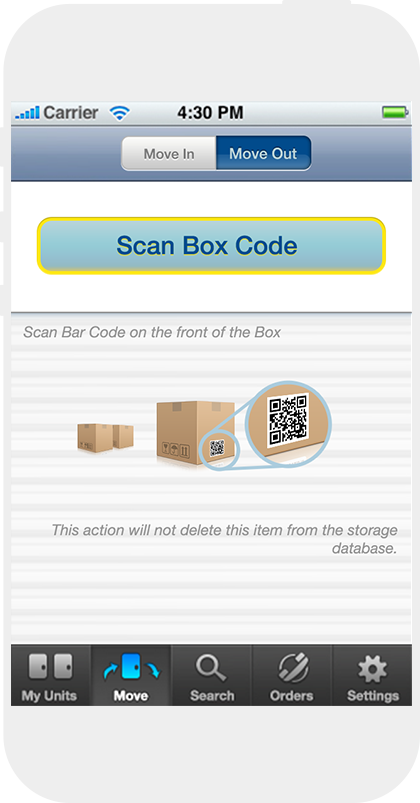 Carrier 4:30 PM
Move In Move Out
Scan Box Code
Scan Bar Code on the front of the Box
This action will not delete this item from the storage
database.
My Units Move Search Orders Settings